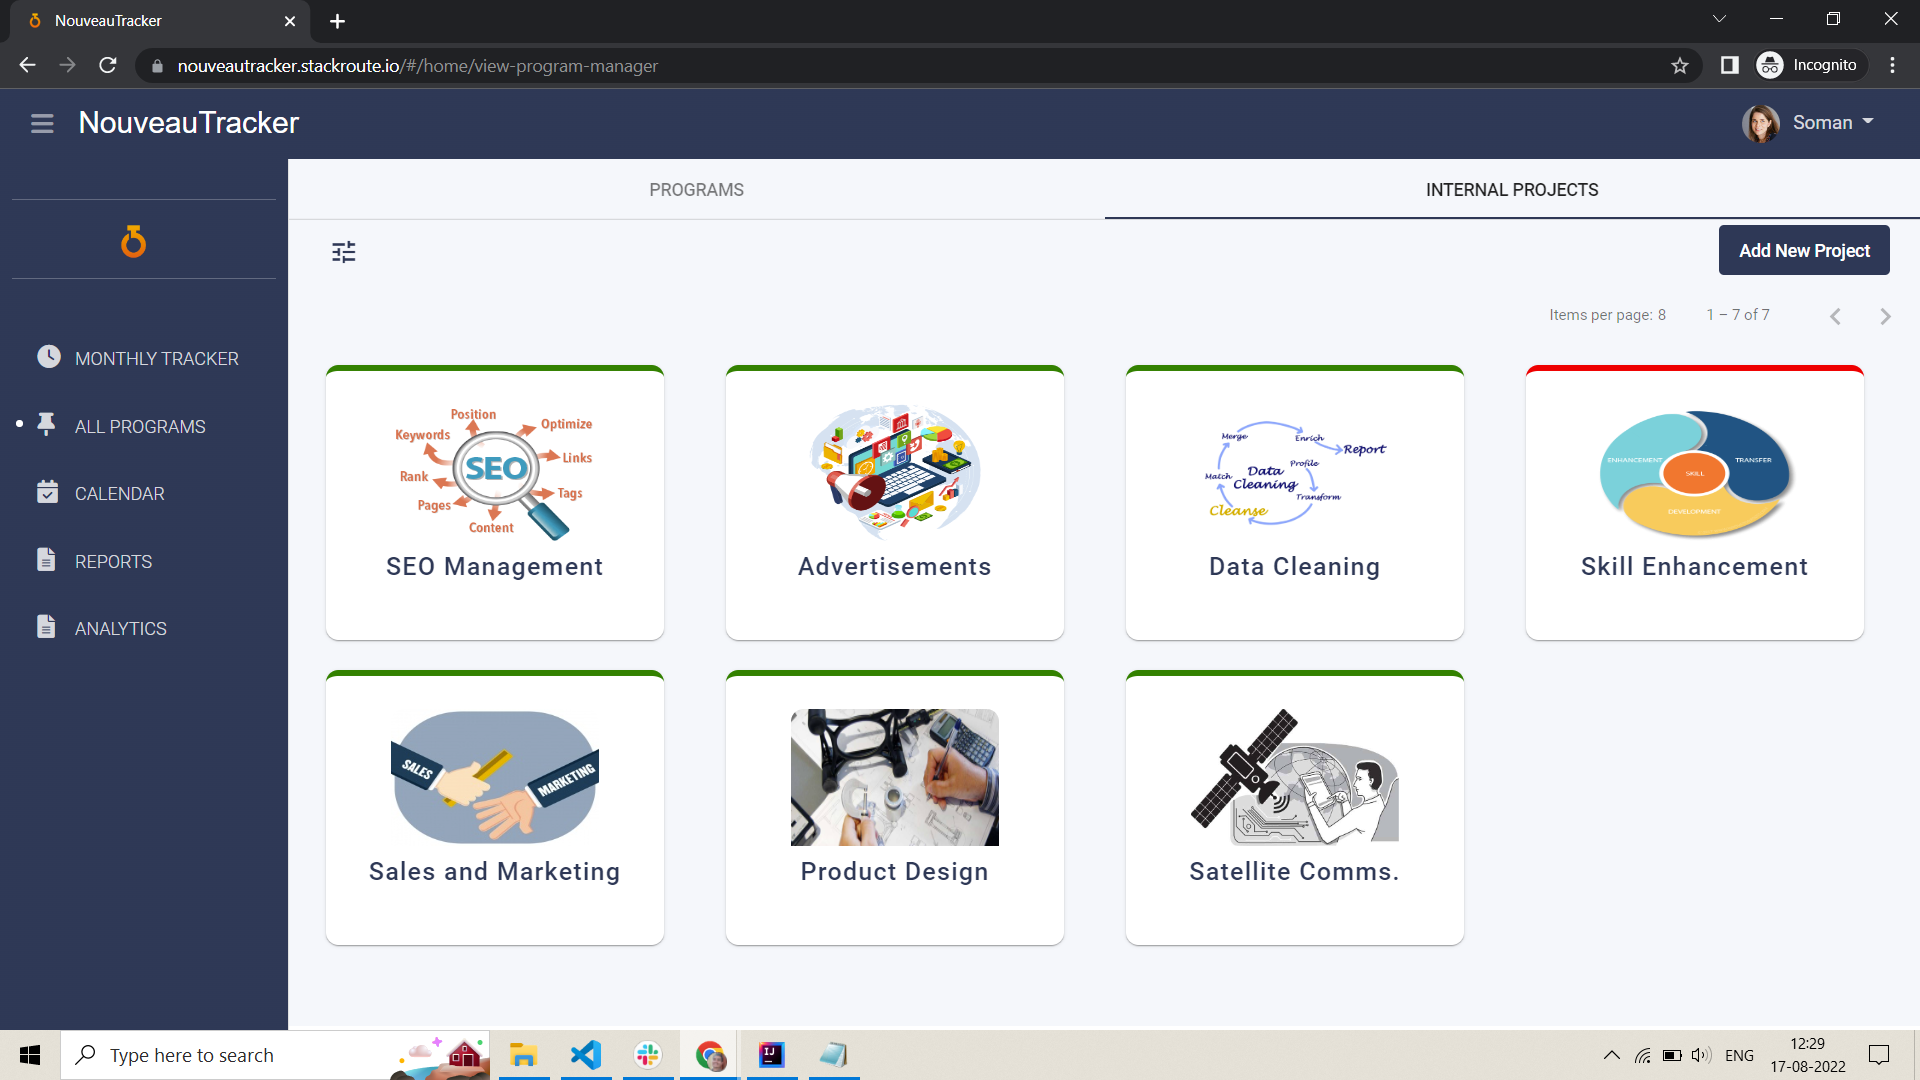 NouveauTracker
nouveautracker.stackroute.io/#/home/view-program-manager
Incognito
NouveauTracker
Soman
PROGRAMS
INTERNAL PROJECTS
Add New Project
Items per page: 8
1 – 7 of 7
MONTHLY TRACKER
ALL PROGRAMS
CALENDAR
REPORTS
ANALYTICS
Position
Optimize
Keywords
Links
SEO
Rank
Tags
Pages
Content
SEO Management
Advertisements
Merge
Enrich
Report
Profile
Data
Cleaning
Match
Transform
Cleanse
Data Cleaning
ENHANCEMENT
TRANSFER
SKILL
DEVELOPMENT
Skill Enhancement
SALES
MARKETING
Sales and Marketing
Product Design
Satellite Comms.
Type here to search
IJ
ENG
12:29
17-08-2022